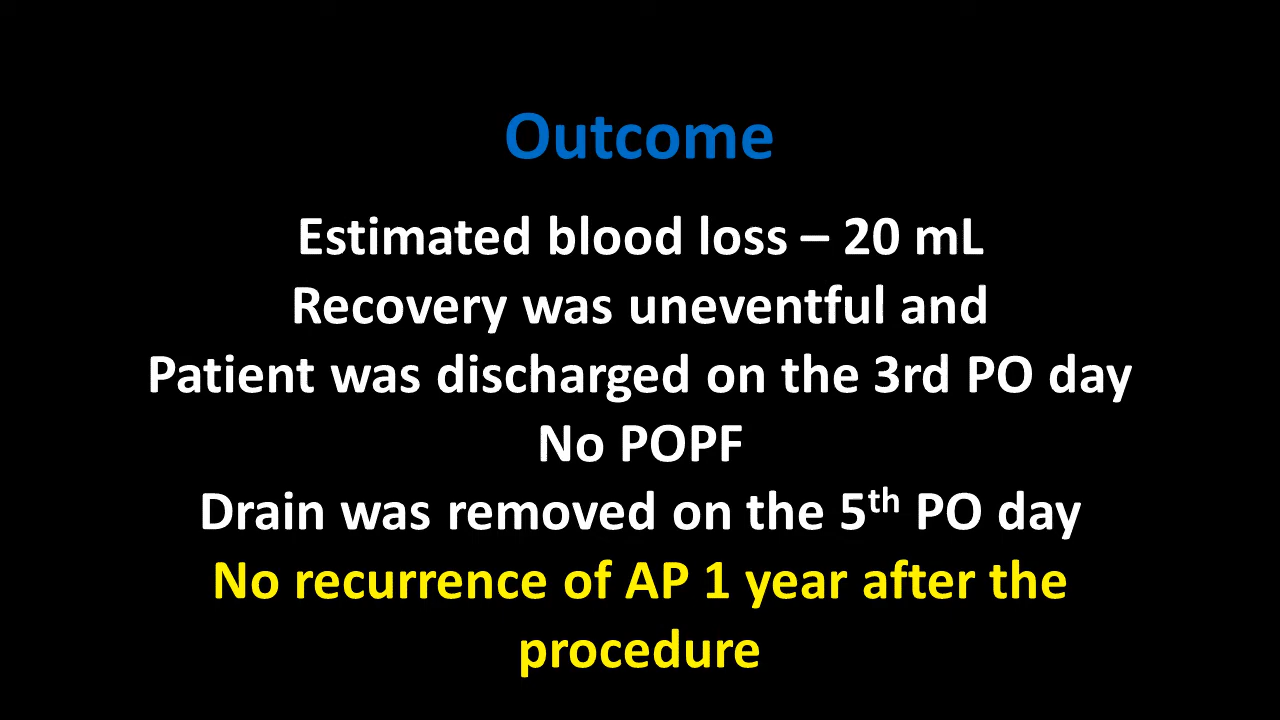 Outcome
Estimated blood loss – 20 mL
Recovery was uneventful and
Patient was discharged on the 3rd PO day
No POPF
Drain was removed on the 5th PO day
No recurrence of AP 1 year after the
procedure